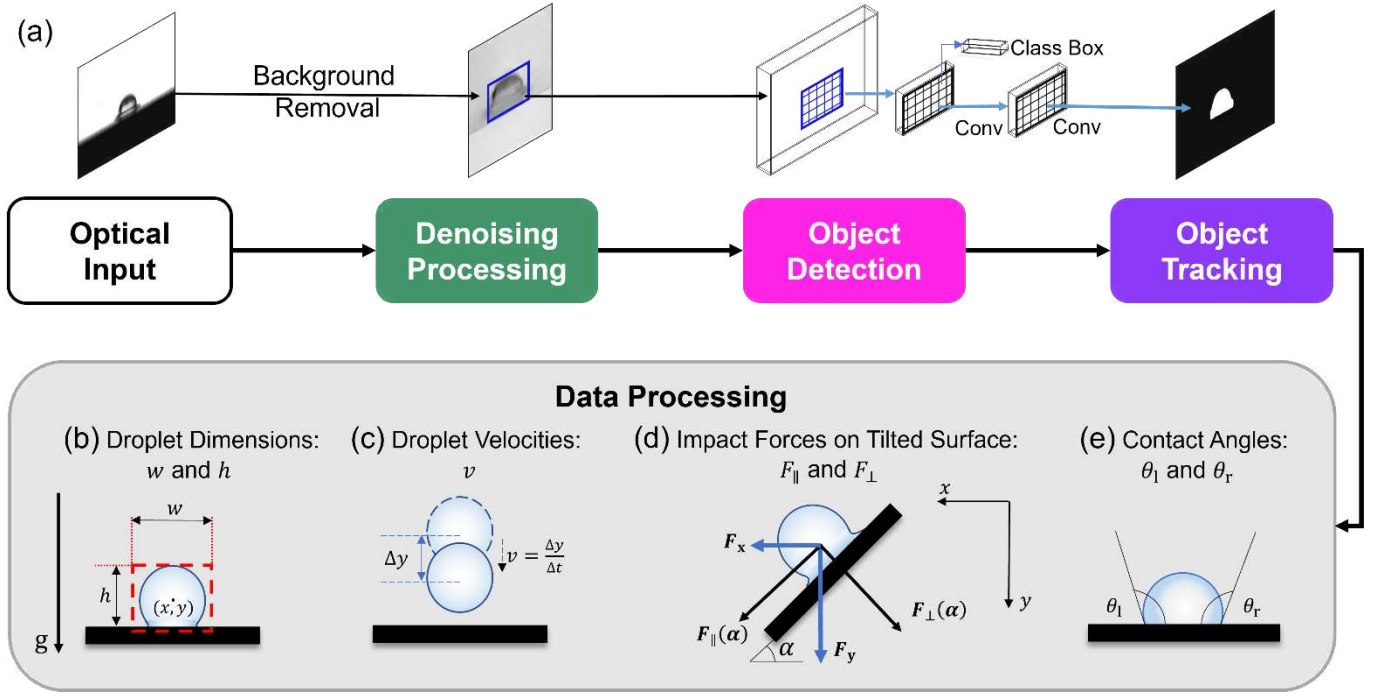 (a)
Background
Removal
Class Box
Conv
Conv
Optical
Input
Denoising
Processing
Object
Detection
Object
Tracking
Data Processing
(b) Droplet Dimensions:
w and h
w
h
(x, y)
g
(c) Droplet Velocities:
v
Δy
v = Δy/Δt
(d) Impact Forces on Tilted Surface:
F∥ and F⊥
x
y
Fx
F∥(α)
α
Fy
F⊥(α)
(e) Contact Angles:
θl and θr
θl
θr